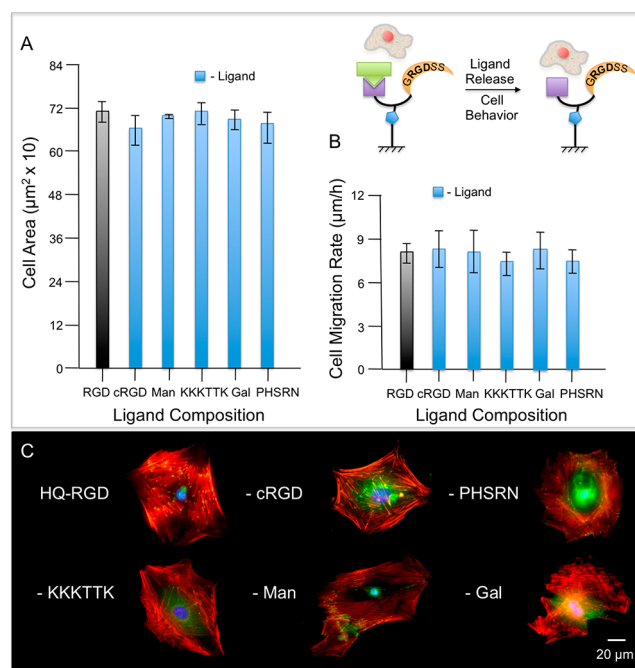 A
84
72
60
48
36
24
12
0
Cell Area (µm² x 10)
- Ligand
RGD cRGD Man KKKTTK Gal PHSRN
Ligand Composition
GRGDSS
Ligand
Release
Cell
Behavior
GRGDSS
B
12
9
6
3
0
Cell Migration Rate (µm/h)
- Ligand
RGD cRGD Man KKKTTK Gal PHSRN
Ligand Composition
C
HQ-RGD
- cRGD
- PHSRN
- KKKTTK
- Man
- Gal
20 µm